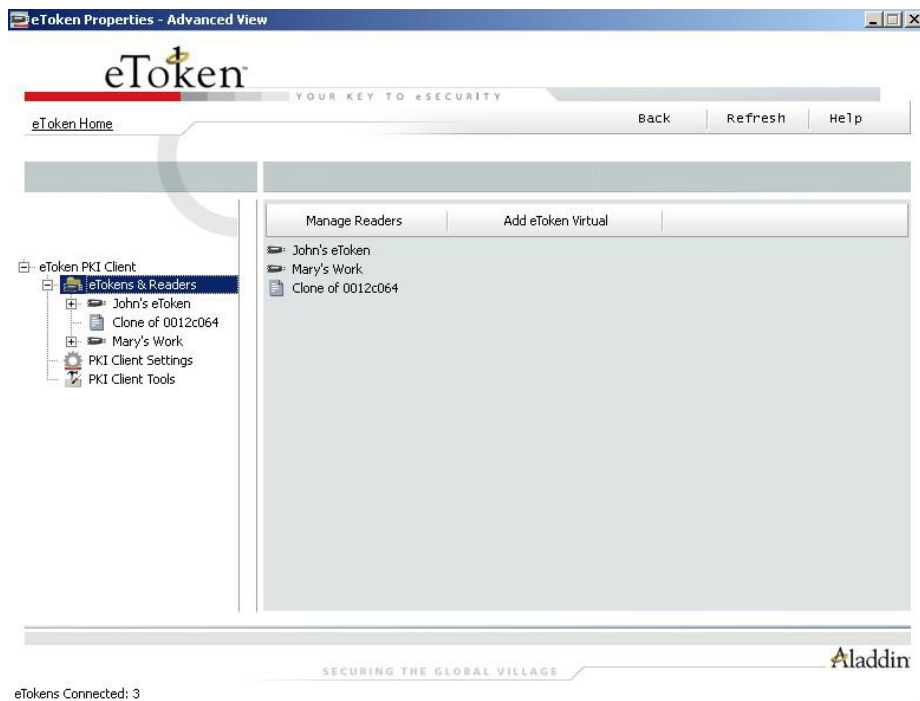 eToken Properties - Advanced View
eToken™
YOUR KEY TO eSECURITY
eToken Home
Back
Refresh
Help
Manage Readers
Add eToken Virtual
John's eToken
Mary's Work
Clone of 0012c064
eToken PKI Client
eTokens & Readers
John's eToken
Clone of 0012c064
Mary's Work
PKI Client Settings
PKI Client Tools
SECURING THE GLOBAL VILLAGE
Aladdin
eTokens Connected: 3